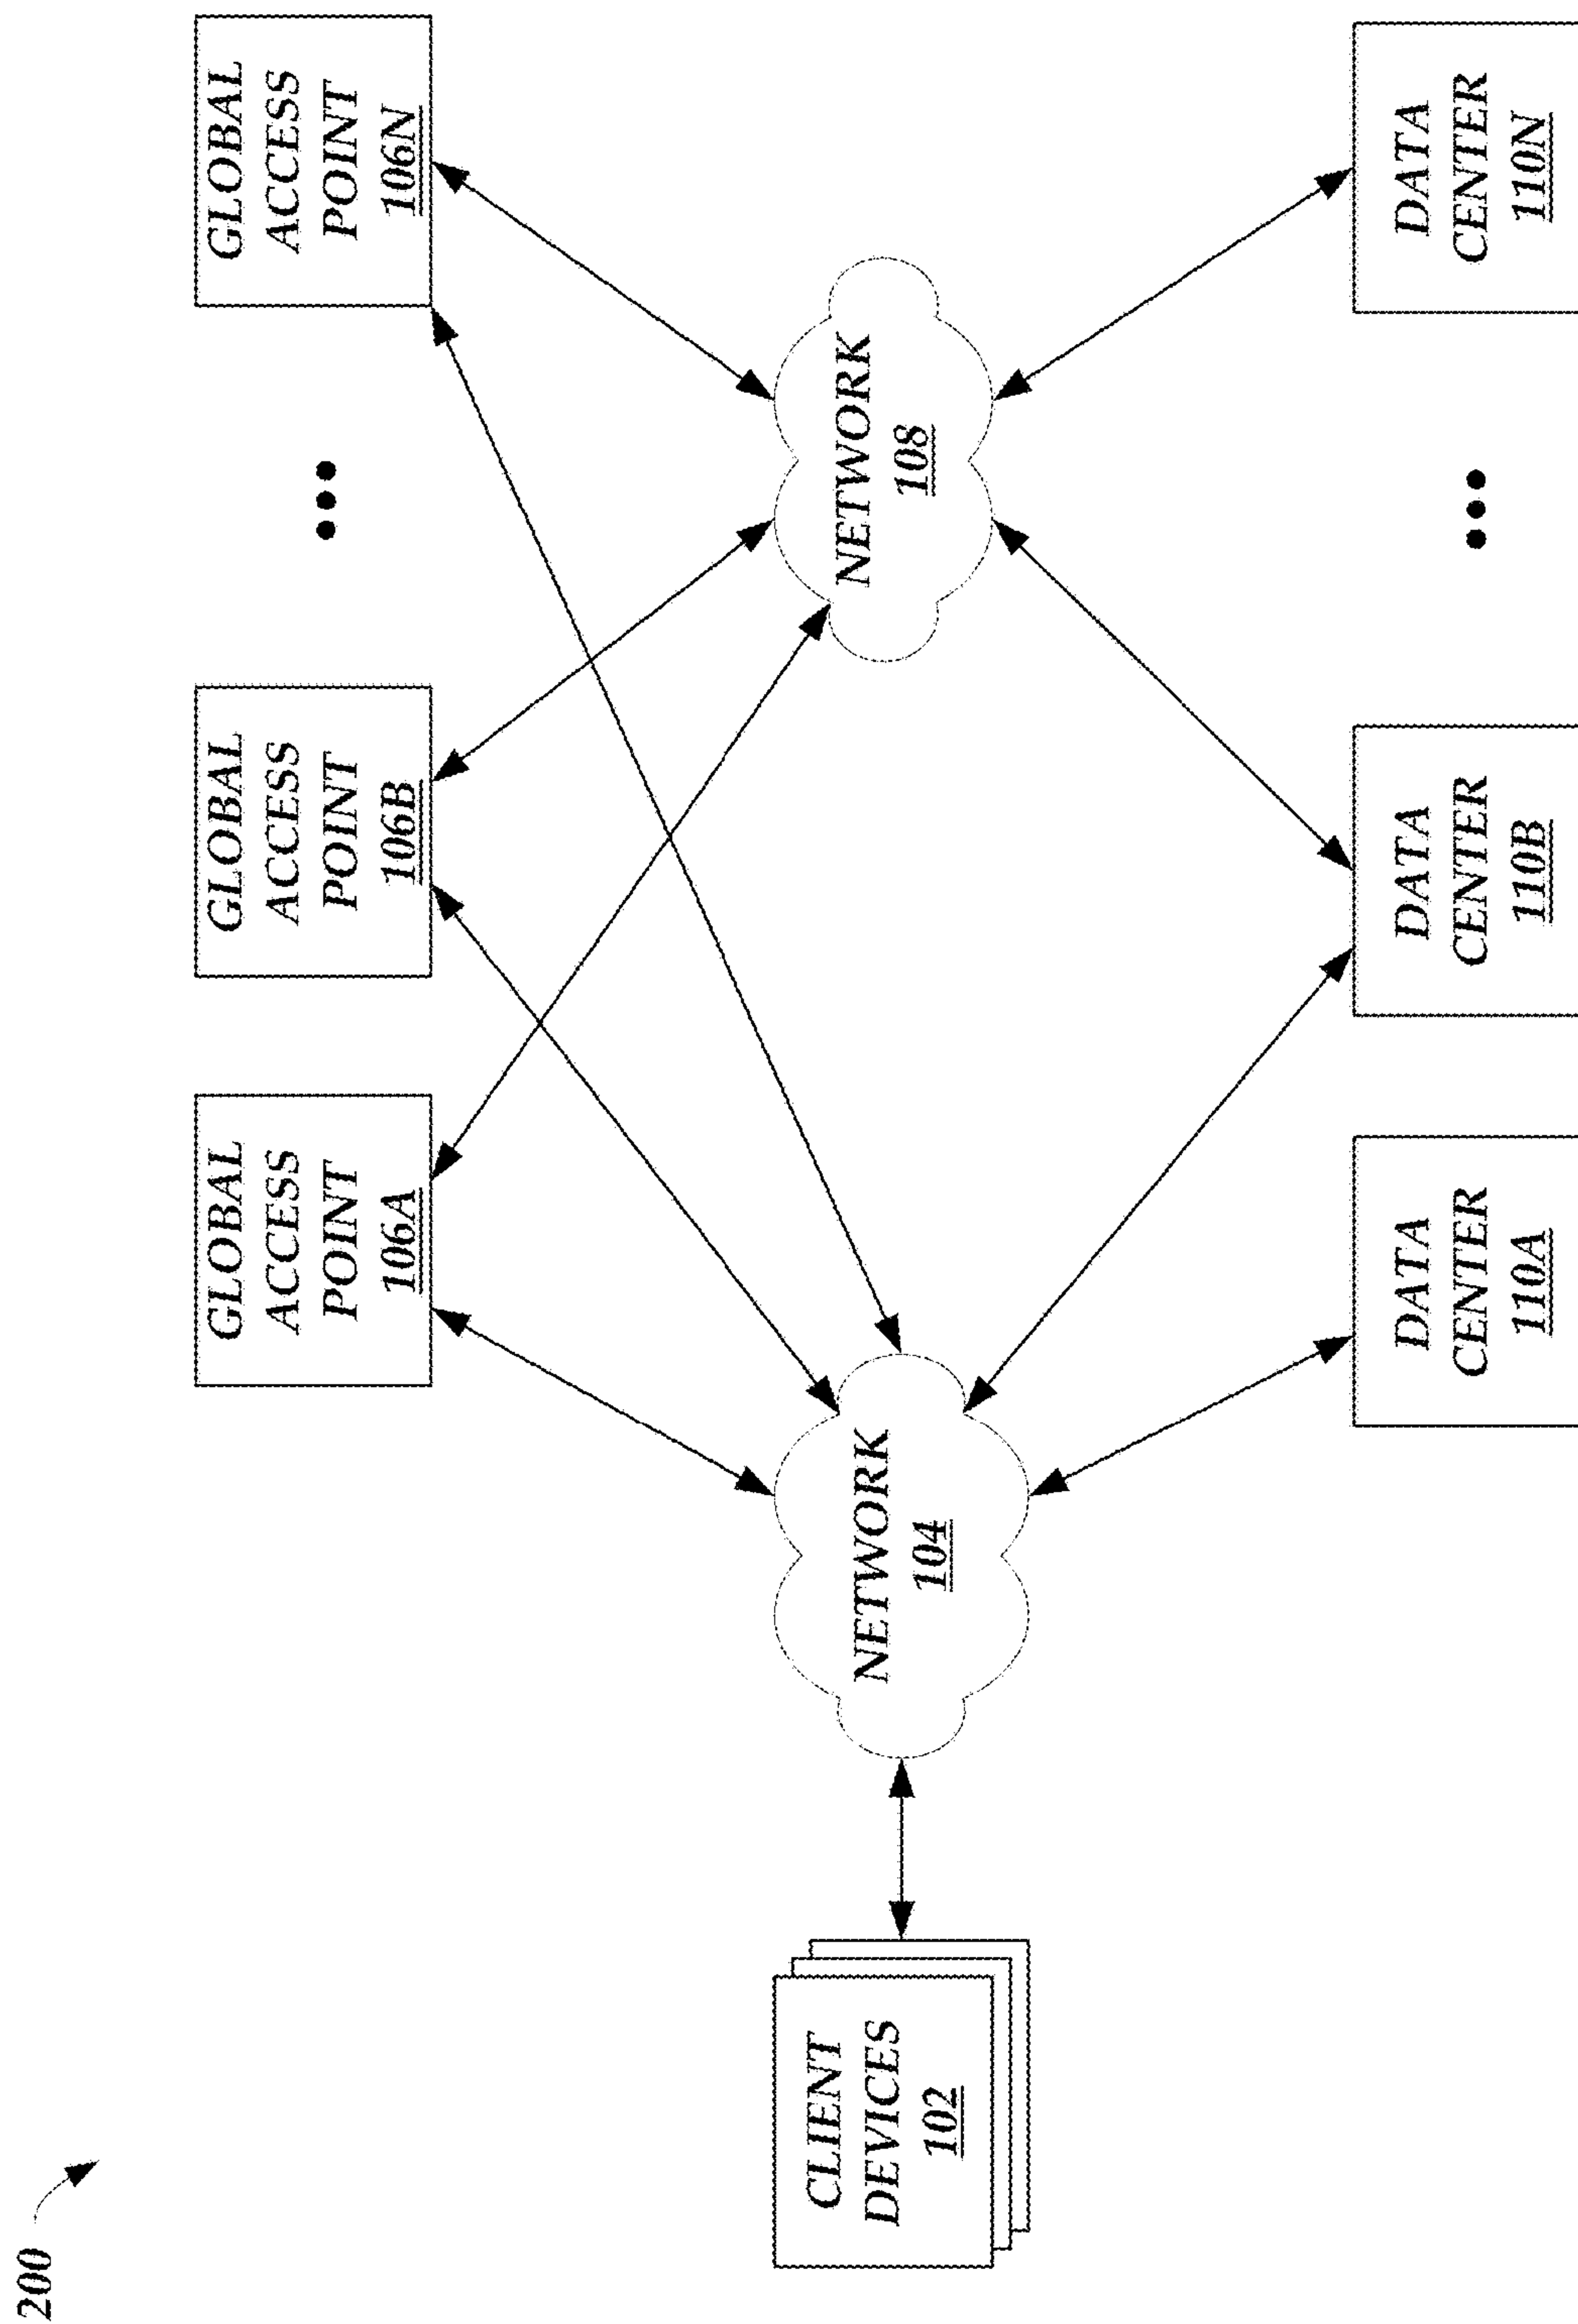 200
GLOBAL
ACCESS
POINT
106A
GLOBAL
ACCESS
POINT
106B
GLOBAL
ACCESS
POINT
106N
CLIENT
DEVICES
102
NETWORK
104
NETWORK
108
DATA
CENTER
110A
DATA
CENTER
110B
DATA
CENTER
110N